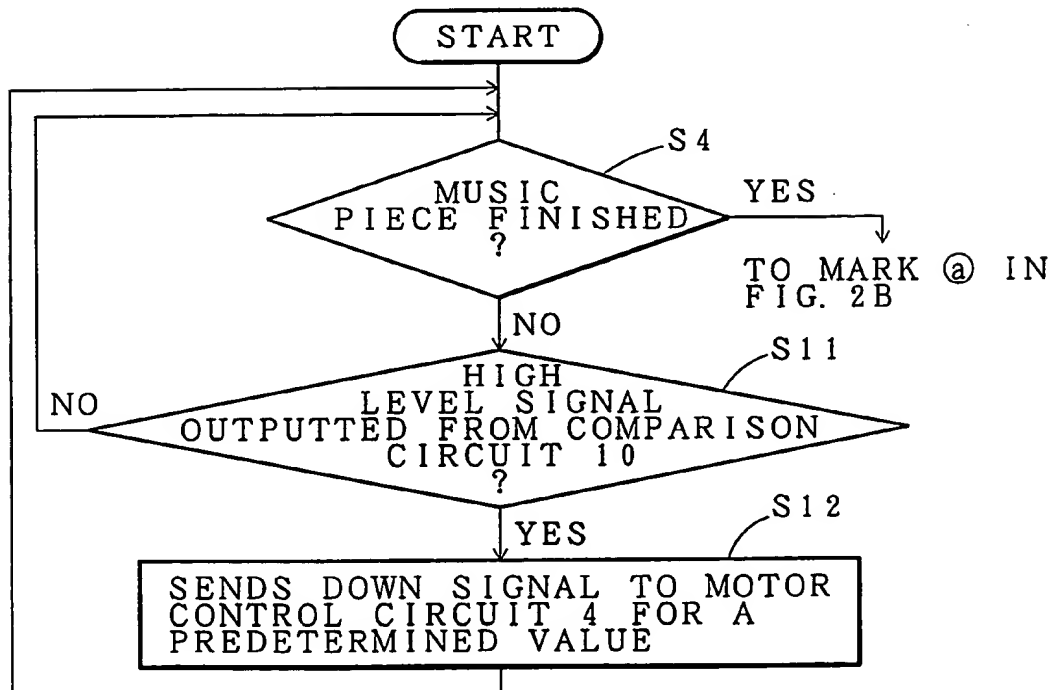 START
S4
MUSIC
PIECE FINISHED
?
YES
TO MARK ⓐ IN
FIG. 2B
NO
S11
HIGH
LEVEL SIGNAL
OUTPUTTED FROM COMPARISON
CIRCUIT 10
?
NO
YES
S12
SENDS DOWN SIGNAL TO MOTOR
CONTROL CIRCUIT 4 FOR A
PREDETERMINED VALUE